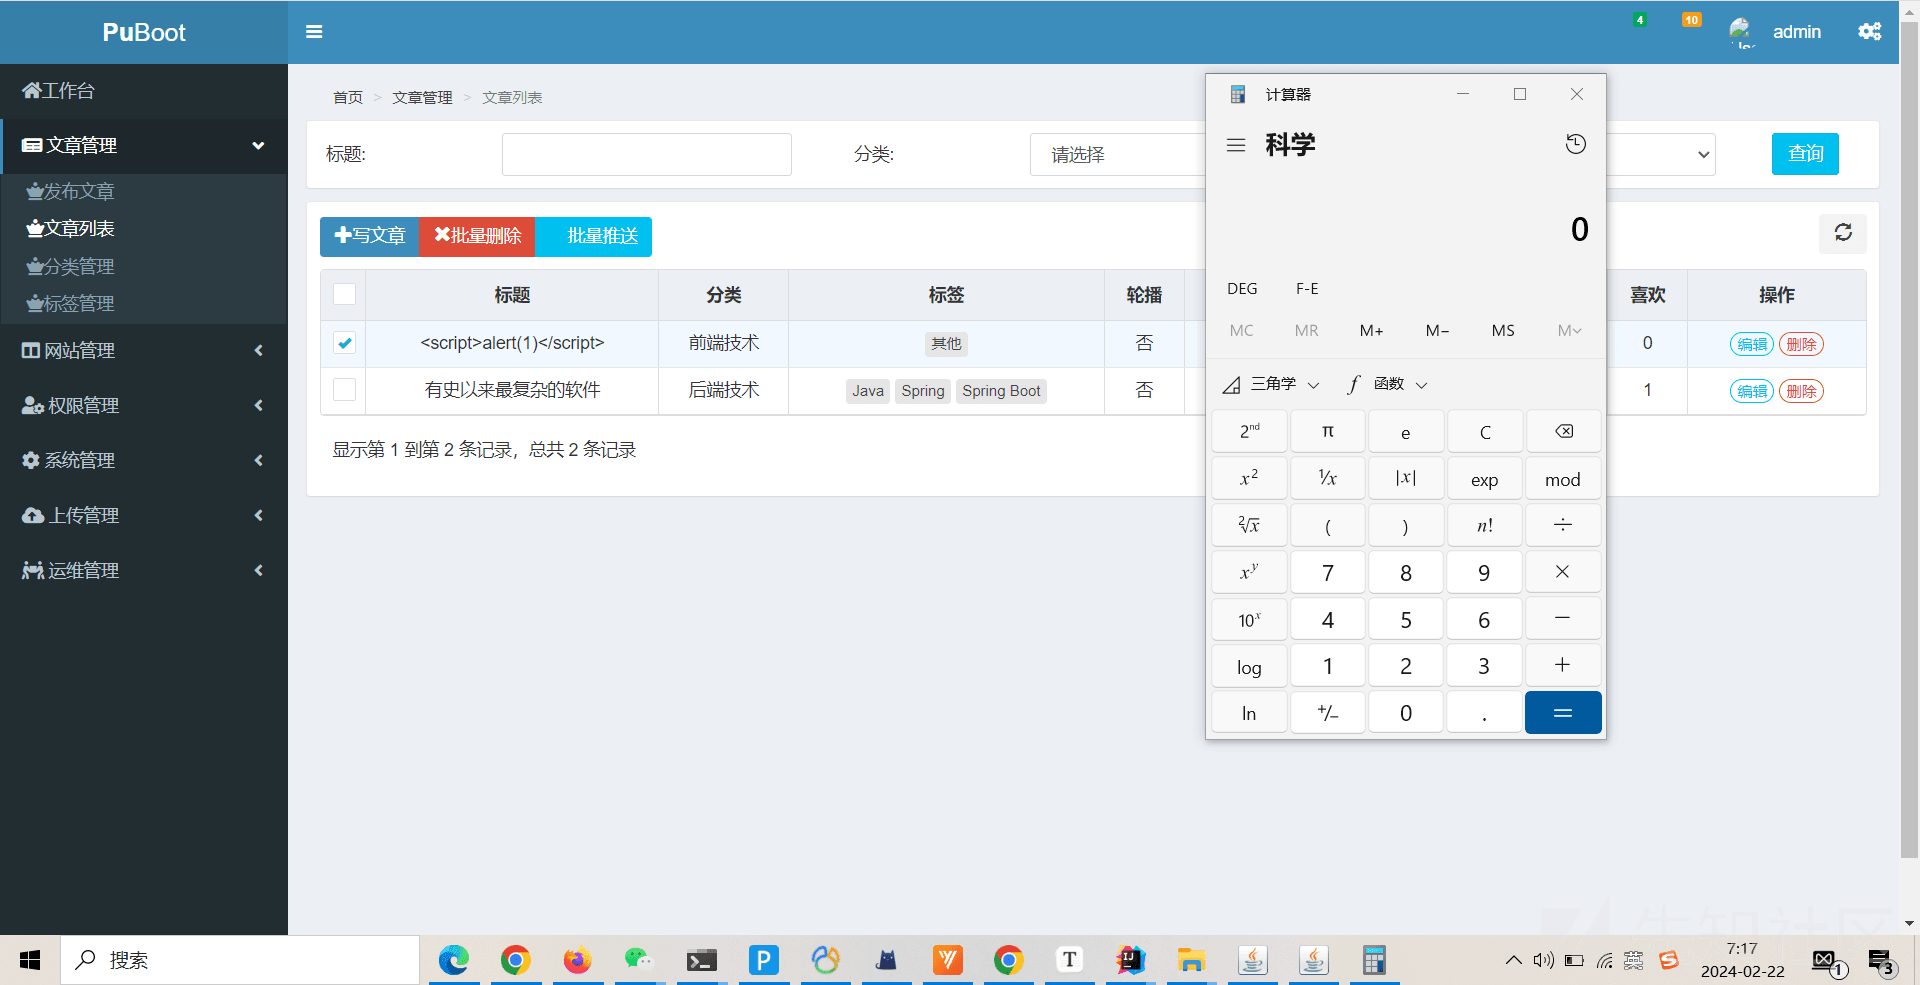 PuBoot
4
10
admin
工作台
文章管理
发布文章
文章列表
分类管理
标签管理
网站管理
权限管理
系统管理
上传管理
运维管理
首页 > 文章管理 > 文章列表
标题:
分类:
请选择
查询
写文章
批量删除
批量推送
标题
分类
标签
轮播
喜欢
操作
<script>alert(1)</script>
前端技术
其他
否
0
编辑
删除
有史以来最复杂的软件
后端技术
Java
Spring
Spring Boot
否
1
编辑
删除
显示第 1 到第 2 条记录，总共 2 条记录
计算器
科学
0
DEG
F-E
MC
MR
M+
M−
MS
M
三角学
f
函数
2nd
π
e
C
x2
1/x
|x|
exp
mod
2√x
(
)
n!
÷
xy
7
8
9
×
10x
4
5
6
−
log
1
2
3
+
ln
+/−
0
.
=
搜索
P
T
IJ
英
S
7:17
2024-02-22
1
3